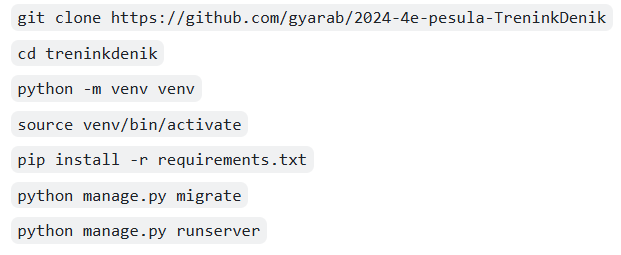 git clone https://github.com/gyarab/2024-4e-pesula-TreninkDenik
cd treninkdenik
python -m venv venv
source venv/bin/activate
pip install -r requirements.txt
python manage.py migrate
python manage.py runserver